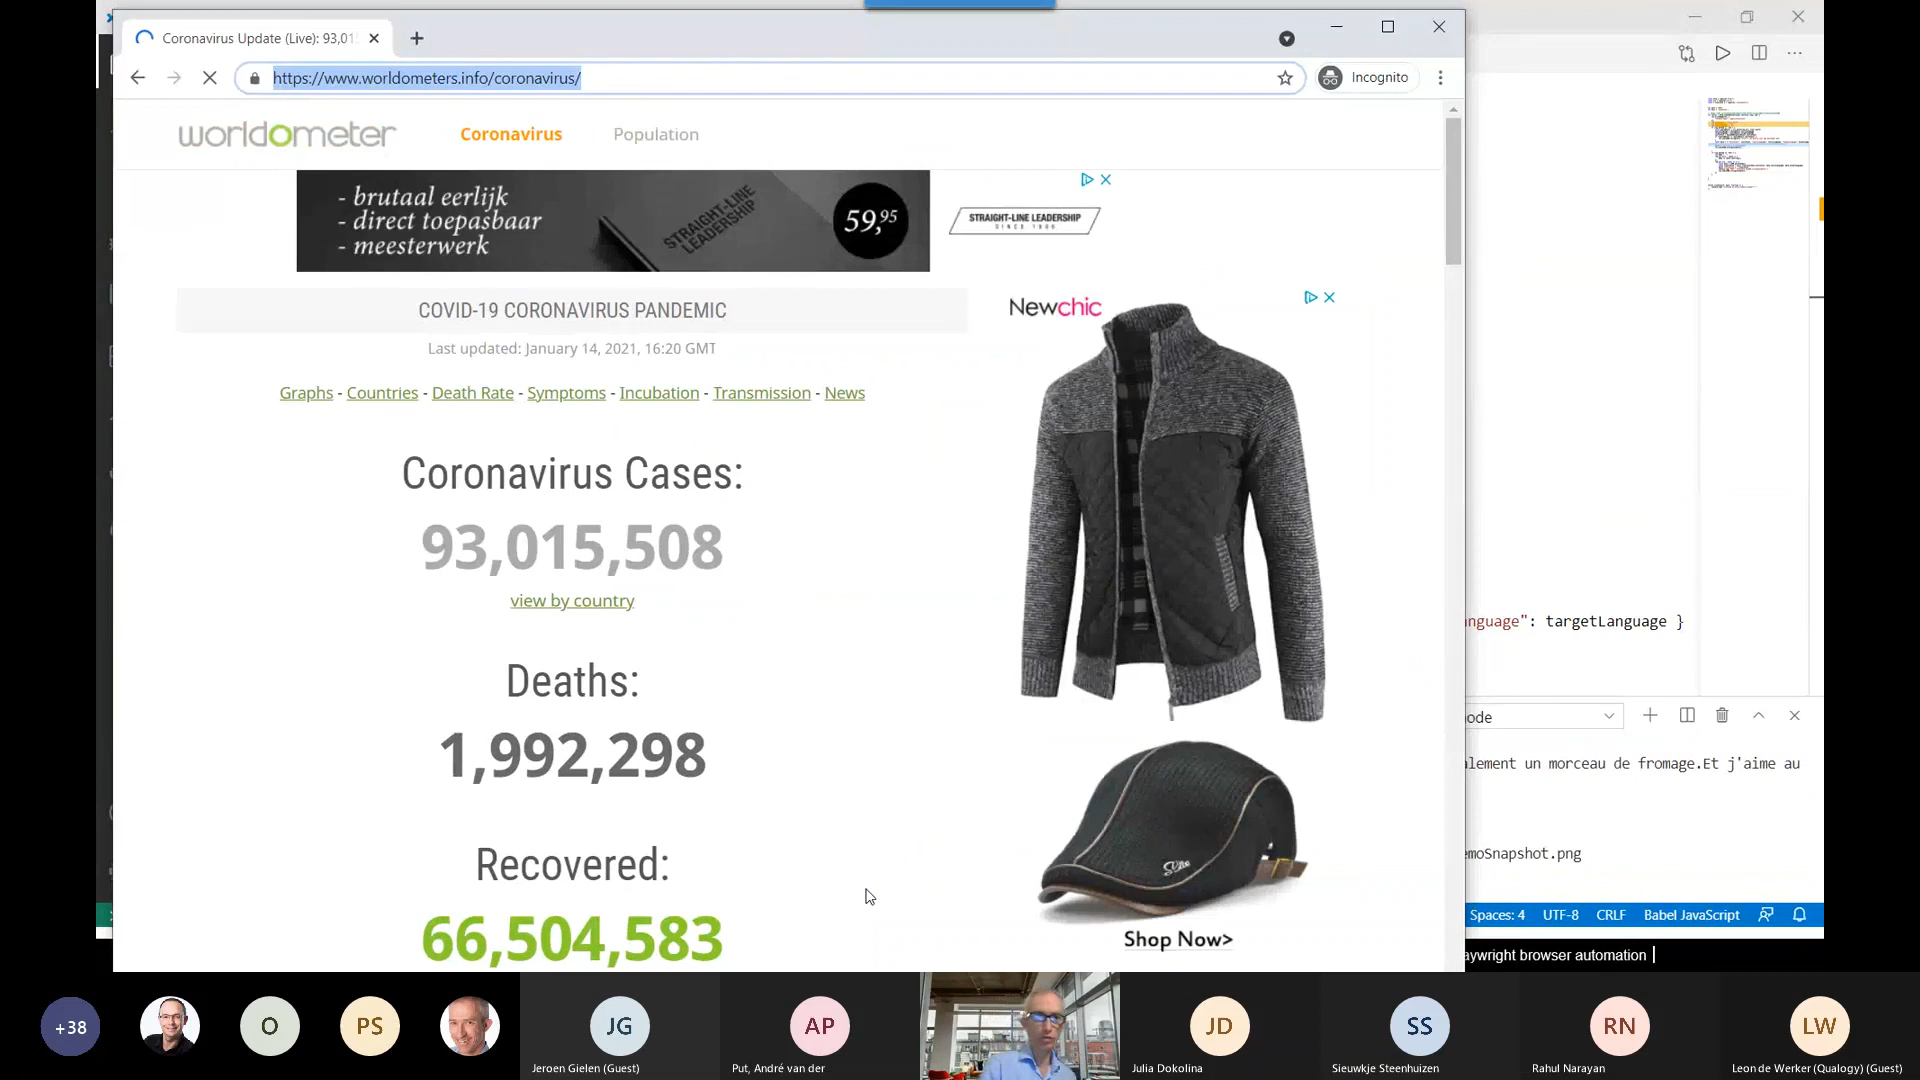 Coronavirus Update (Live): 93,015
https://www.worldometers.info/coronavirus/
Incognito
worldometer
Coronavirus
Population
- brutaal eerlijk
- direct toepasbaar
- meesterwerk
STRAIGHT-LINE
LEADERSHIP
59,95
STRAIGHT-LINE LEADERSHIP
COVID-19 CORONAVIRUS PANDEMIC
Last updated: January 14, 2021, 16:20 GMT
Graphs - Countries - Death Rate - Symptoms - Incubation - Transmission - News
Coronavirus Cases:
93,015,508
view by country
Deaths:
1,992,298
Recovered:
66,504,583
Newchic
Shop Now>
nguage": targetLanguage }
ode
alement un morceau de fromage.Et j'aime au
emoSnapshot.png
Spaces: 4 UTF-8 CRLF Babel JavaScript
aywright browser automation
+38
O
PS
JG
Jeroen Gielen (Guest)
AP
Put, André van der
JD
Julia Dokolina
SS
Sieuwkje Steenhuizen
RN
Rahul Narayan
LW
Leon de Werker (Qualogy) (Guest)